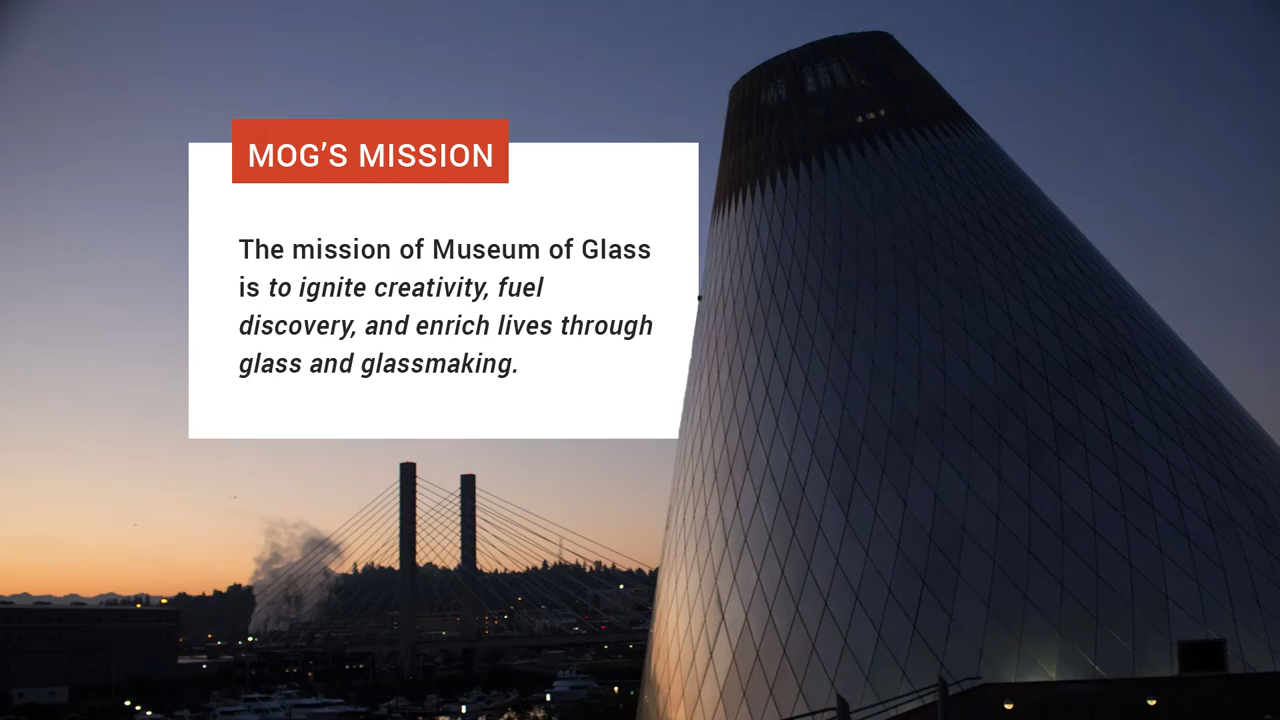 MOG’S MISSION
The mission of Museum of Glass
is to ignite creativity, fuel
discovery, and enrich lives through
glass and glassmaking.